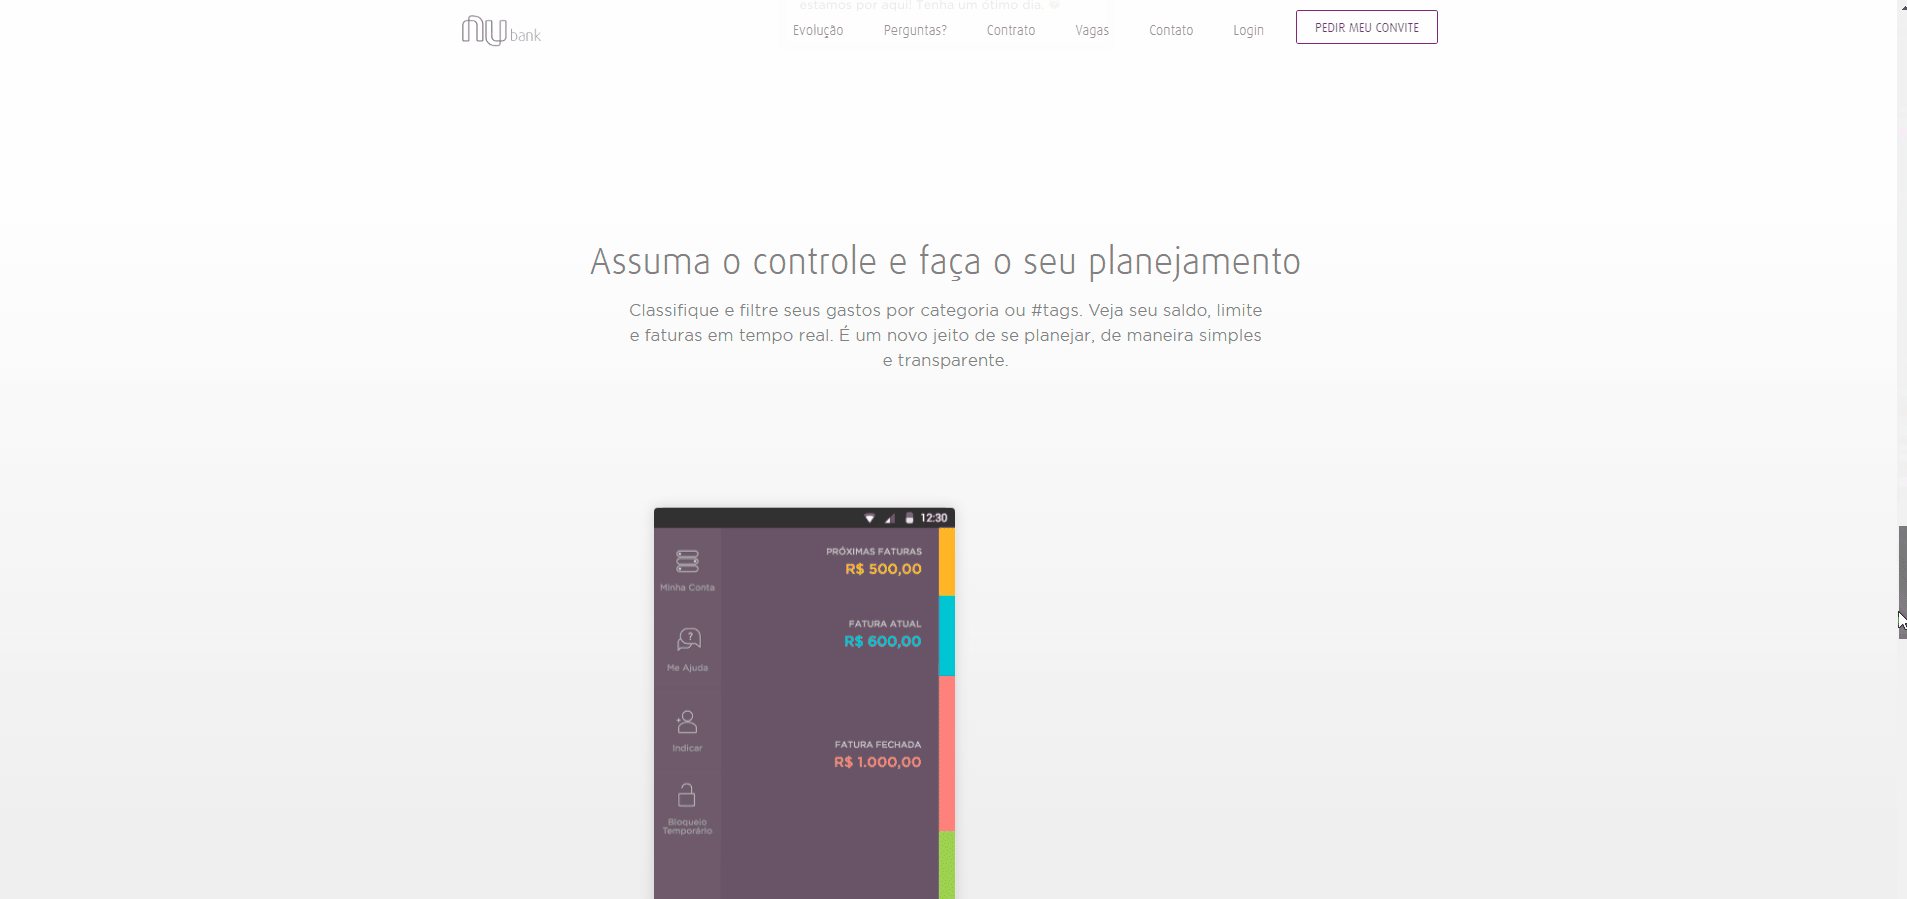 estamos por aqui! Tenha um ótimo dia.
nu bank
Evolução Perguntas? Contrato Vagas Contato Login PEDIR MEU CONVITE
Assuma o controle e faça o seu planejamento
Classifique e filtre seus gastos por categoria ou #tags. Veja seu saldo, limite
e faturas em tempo real. É um novo jeito de se planejar, de maneira simples
e transparente.
12:30
PRÓXIMAS FATURAS
R$ 500,00
Minha Conta
FATURA ATUAL
R$ 600,00
Me Ajuda
FATURA FECHADA
R$ 1.000,00
Indicar
Bloqueio
Temporário